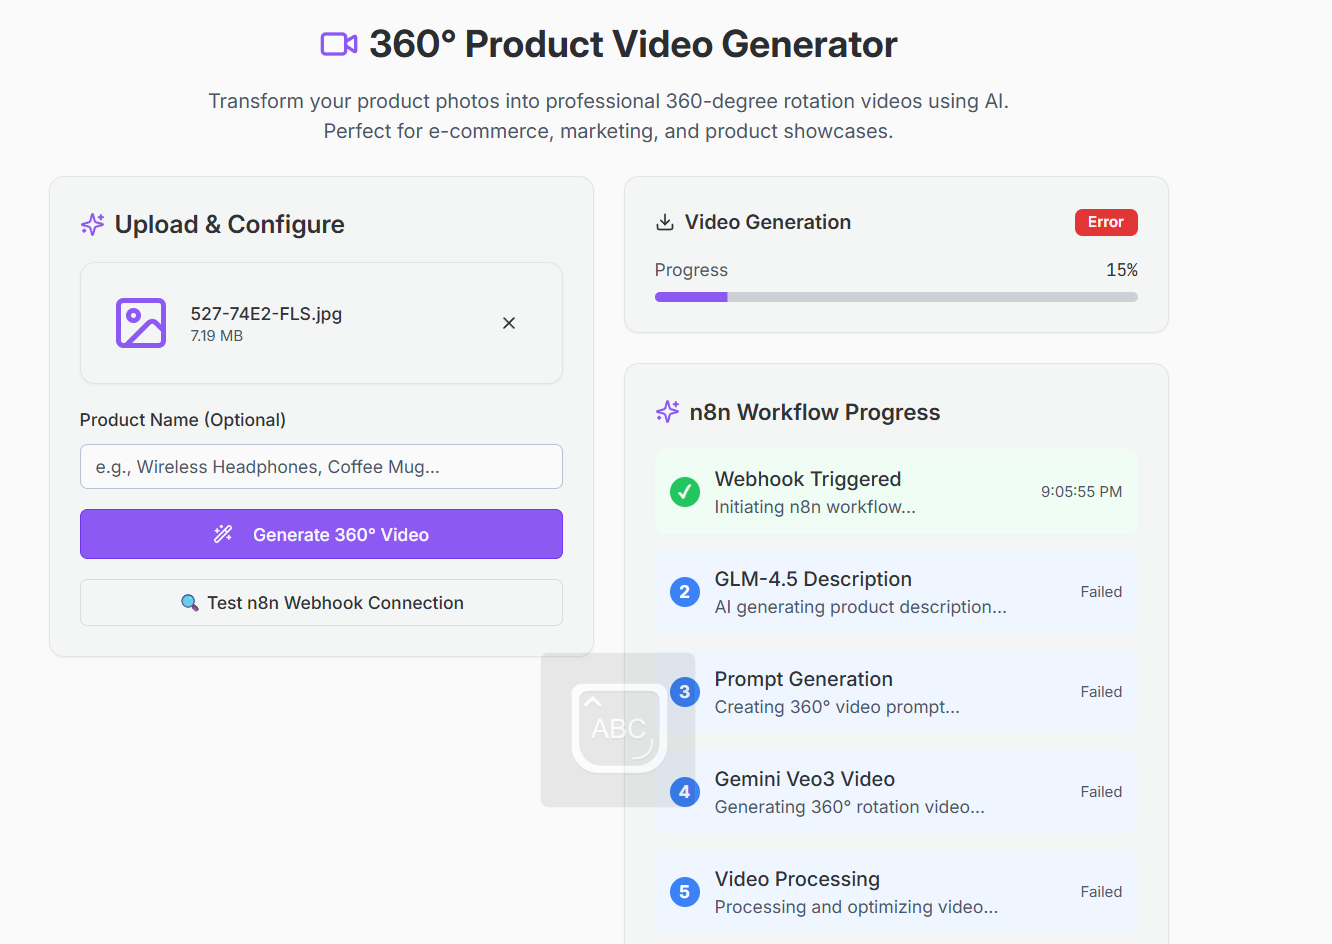 360° Product Video Generator
Transform your product photos into professional 360-degree rotation videos using AI.
Perfect for e-commerce, marketing, and product showcases.
Upload & Configure
527-74E2-FLS.jpg
7.19 MB
Product Name (Optional)
e.g., Wireless Headphones, Coffee Mug...
Generate 360° Video
Test n8n Webhook Connection
Video Generation
Error
Progress
15%
n8n Workflow Progress
Webhook Triggered
Initiating n8n workflow...
9:05:55 PM
2
GLM-4.5 Description
AI generating product description...
Failed
3
Prompt Generation
Creating 360° video prompt...
Failed
4
Gemini Veo3 Video
Generating 360° rotation video...
Failed
5
Video Processing
Processing and optimizing video...
Failed
ABC